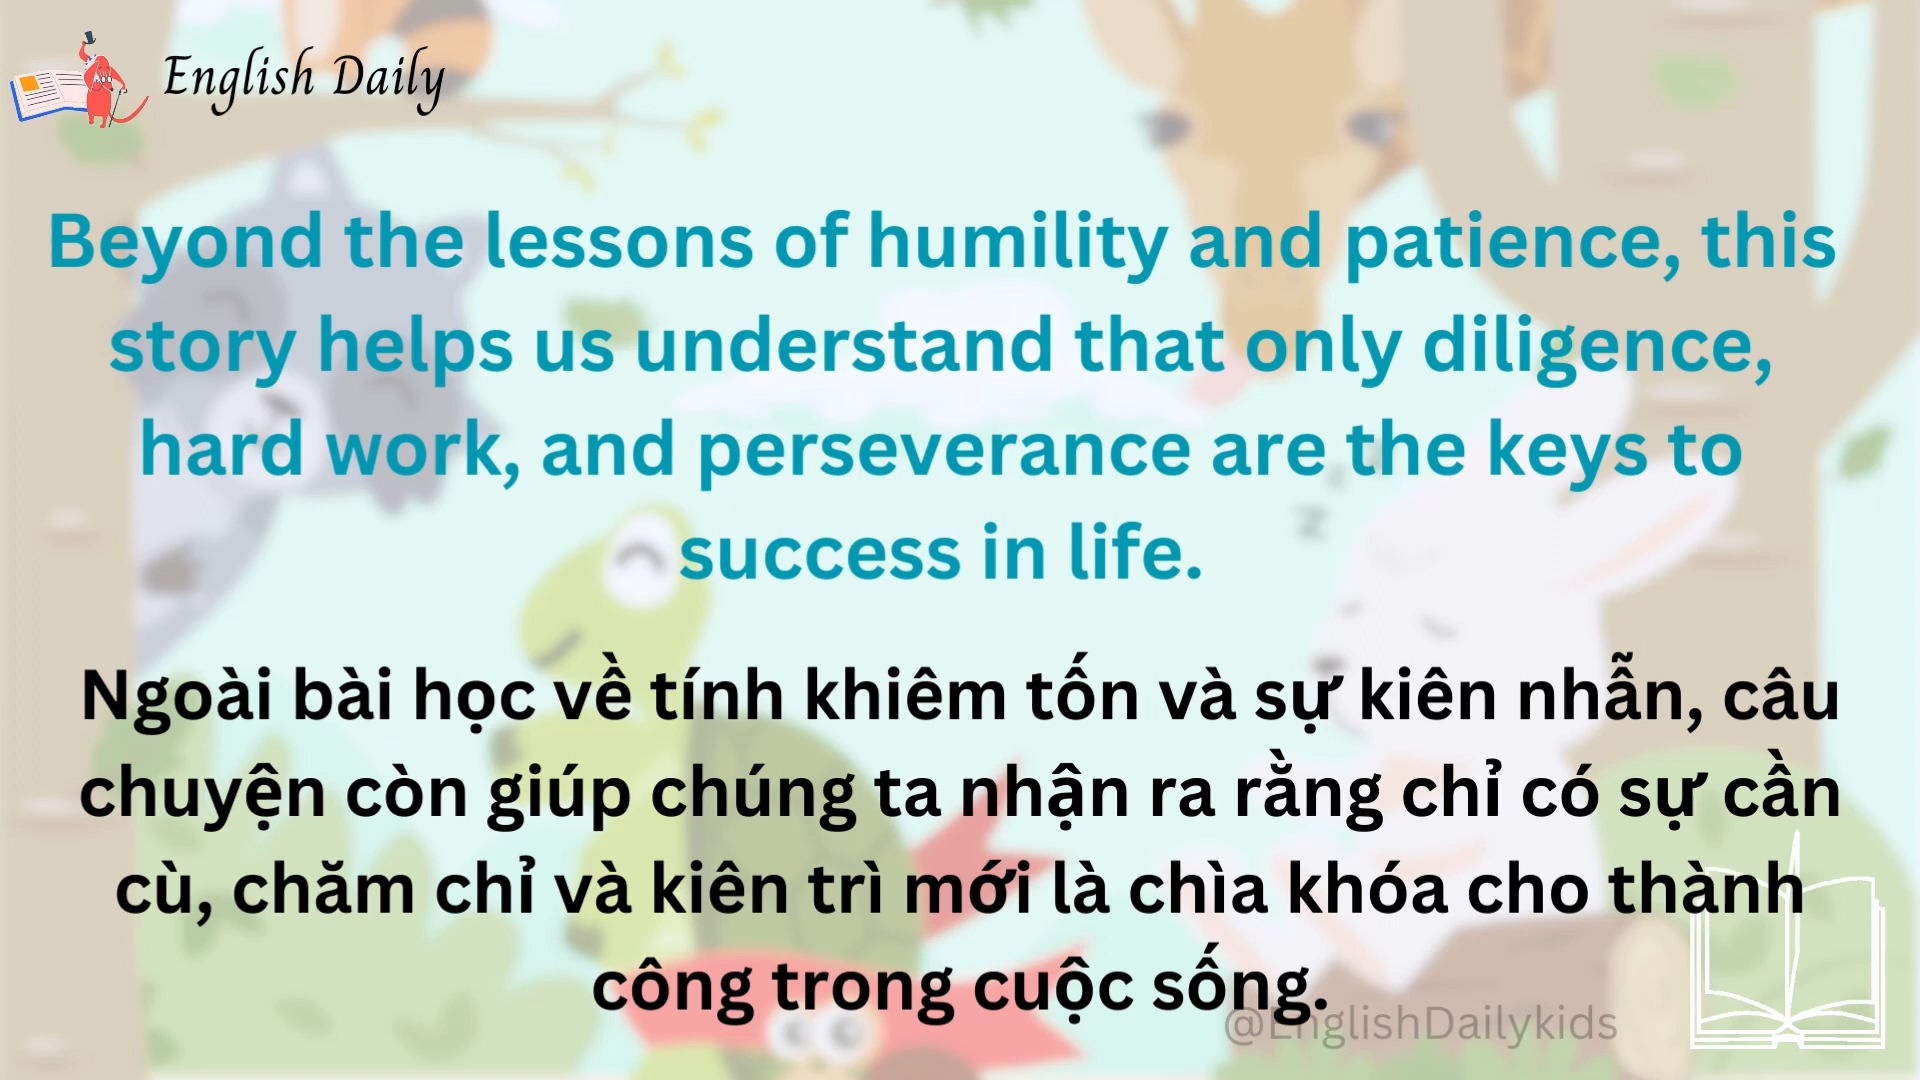 English Daily
Beyond the lessons of humility and patience, this
story helps us understand that only diligence,
hard work, and perseverance are the keys to
success in life.
Ngoài bài học về tính khiêm tốn và sự kiên nhẫn, câu
chuyện còn giúp chúng ta nhận ra rằng chỉ có sự cần
cù, chăm chỉ và kiên trì mới là chìa khóa cho thành
công trong cuộc sống.
@EnglishDailykids